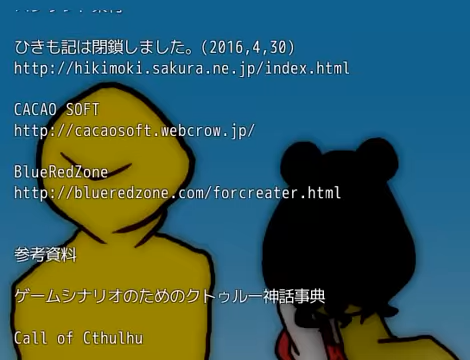 ひきも記は閉鎖しました。(2016,4,30)
http://hikimoki.sakura.ne.jp/index.html
CACAO SOFT
http://cacaosoft.webcrow.jp/
BlueRedZone
http://blueredzone.com/forcreater.html
参考資料
ゲームシナリオのためのクトゥルー神話事典
Call of Cthulhu